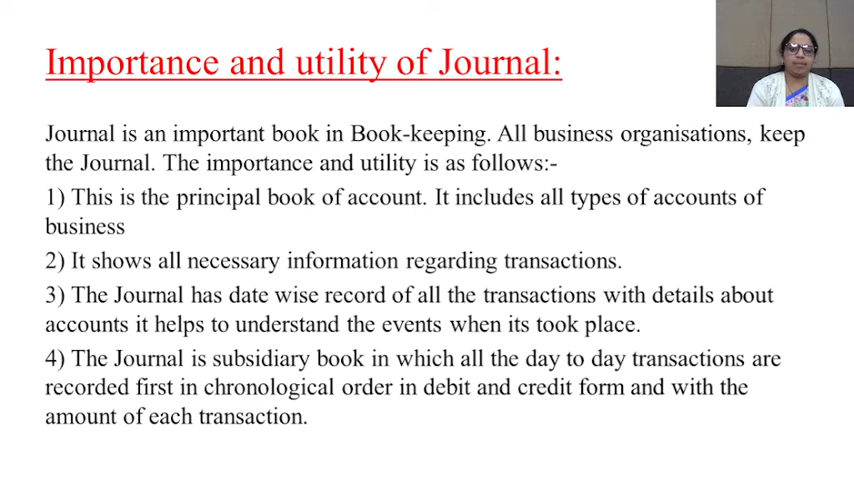 Importance and utility of Journal:
Journal is an important book in Book-keeping. All business organisations, keep
the Journal. The importance and utility is as follows:-
1) This is the principal book of account. It includes all types of accounts of
business
2) It shows all necessary information regarding transactions.
3) The Journal has date wise record of all the transactions with details about
accounts it helps to understand the events when its took place.
4) The Journal is subsidiary book in which all the day to day transactions are
recorded first in chronological order in debit and credit form and with the
amount of each transaction.